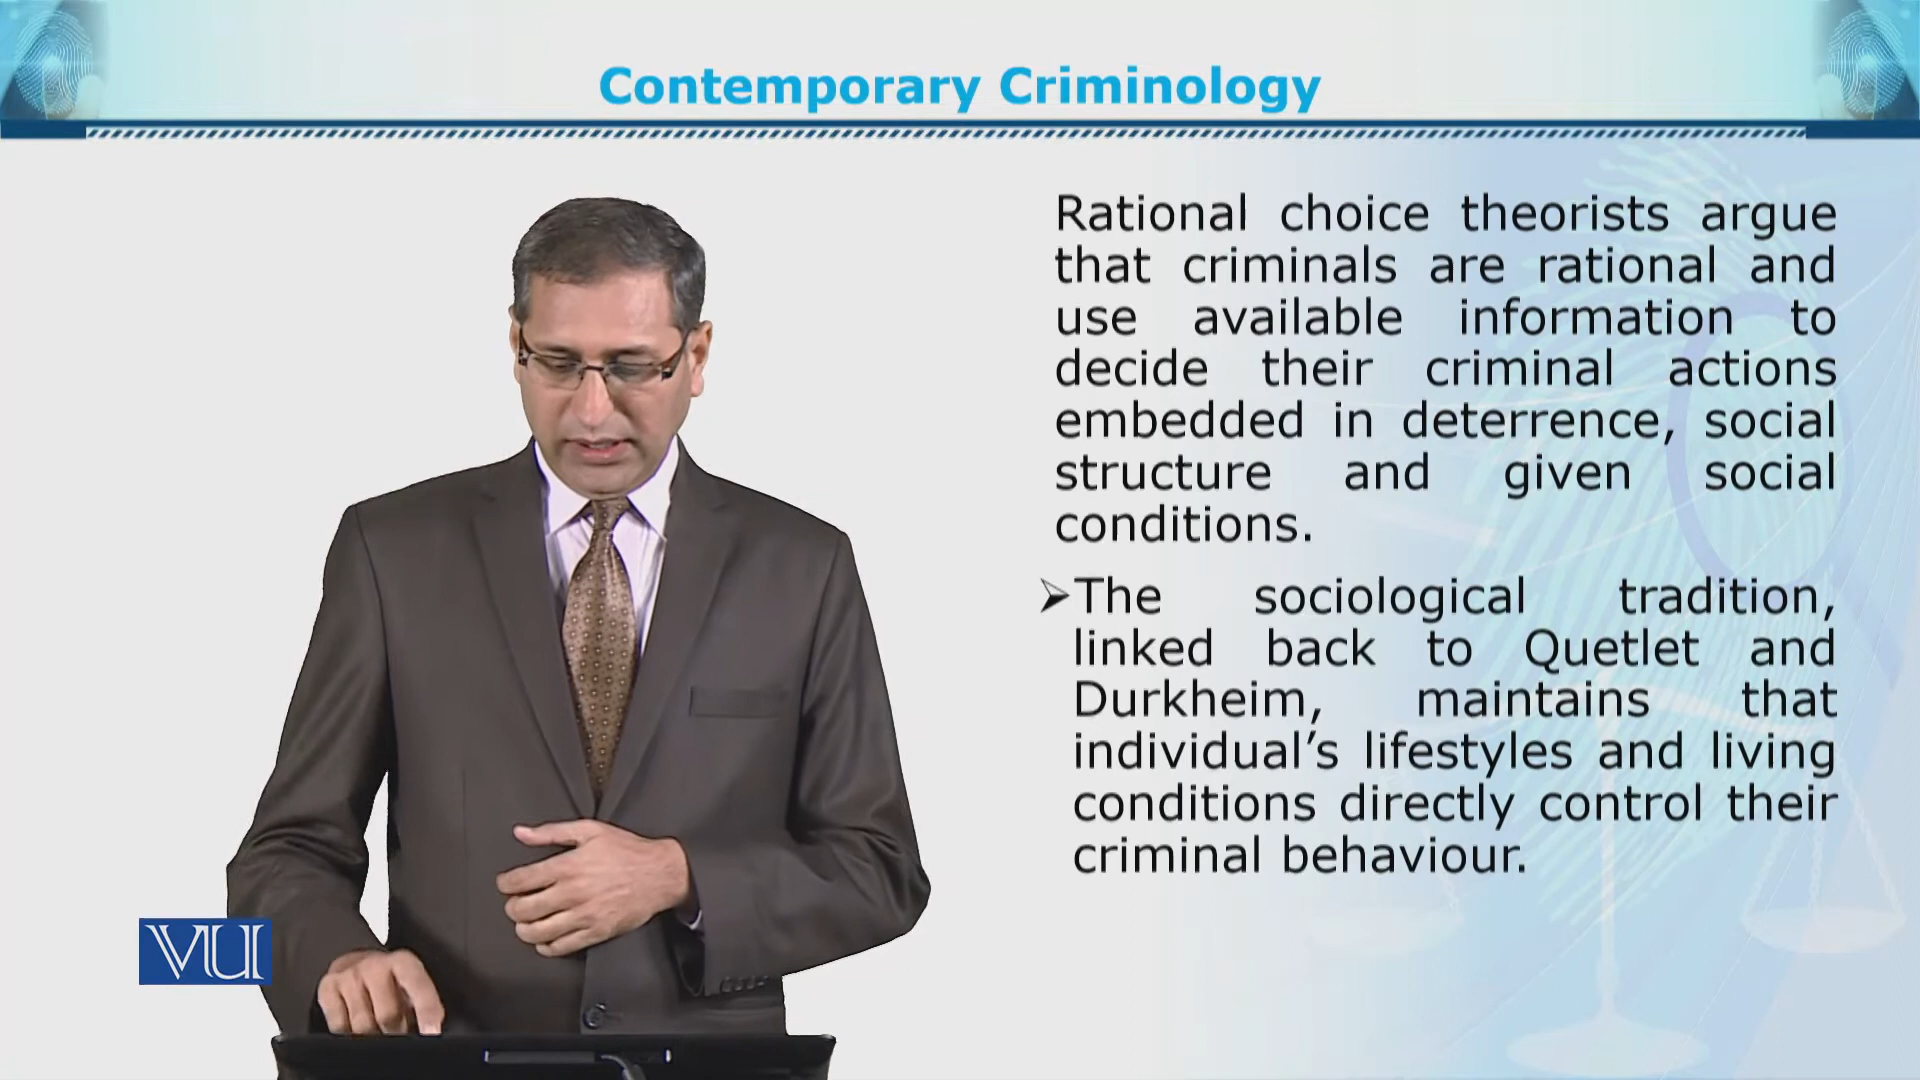 Contemporary Criminology
Rational choice theorists argue
that criminals are rational and
use available information to
decide their criminal actions
embedded in deterrence, social
structure and given social
conditions.
➢The sociological tradition,
linked back to Quetlet and
Durkheim, maintains that
individual’s lifestyles and living
conditions directly control their
criminal behaviour.
VU